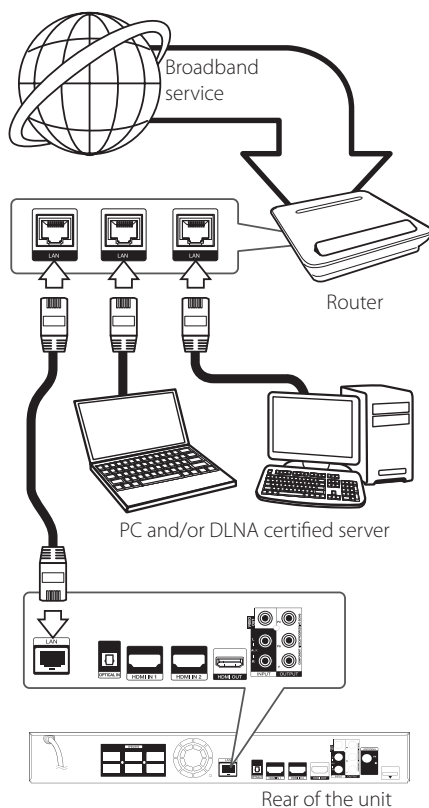 Broadband
service
LAN
LAN
LAN
Router
PC and/or DLNA certified server
LAN
OPTICAL IN
HDMI IN 1
HDMI IN 2
HDMI OUT
INPUT
OUTPUT
Rear of the unit